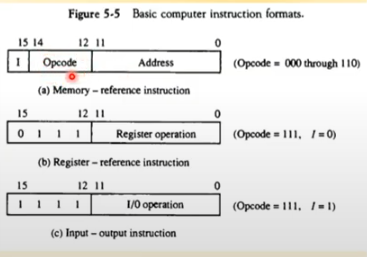 Figure 5-5 Basic computer instruction formats.
15 14 12 11 0
I Opcode Address (Opcode = 000 through 110)
(a) Memory – reference instruction
15 12 11 0
0 1 1 1 Register operation (Opcode = 111, I = 0)
(b) Register – reference instruction
15 12 11 0
1 1 1 1 I/0 operation (Opcode = 111, I = 1)
(c) Input – output instruction